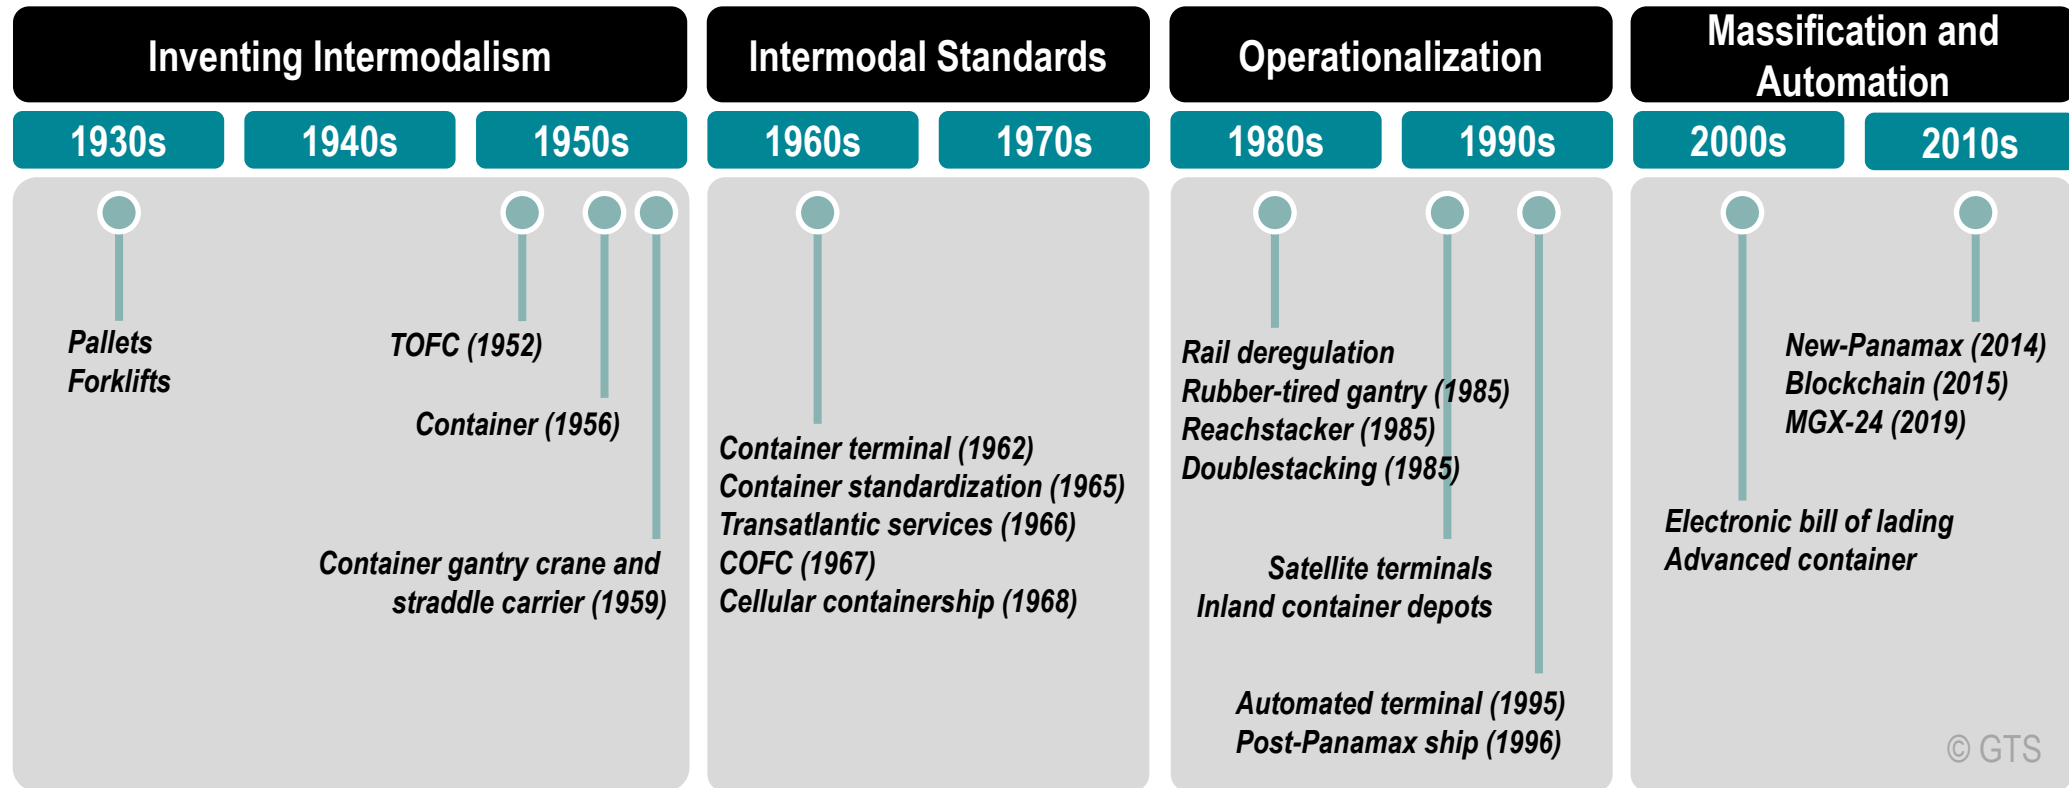 Inventing Intermodalism
Intermodal Standards
Operationalization
Massification and
Automation
1930s
1940s
1950s
1960s
1970s
1980s
1990s
2000s
2010s
Pallets
Forklifts
TOFC (1952)
Container (1956)
Container gantry crane and
straddle carrier (1959)
Container terminal (1962)
Container standardization (1965)
Transatlantic services (1966)
COFC (1967)
Cellular containership (1968)
Rail deregulation
Rubber-tired gantry (1985)
Reachstacker (1985)
Doublestacking (1985)
Satellite terminals
Inland container depots
Automated terminal (1995)
Post-Panamax ship (1996)
Electronic bill of lading
Advanced container
New-Panamax (2014)
Blockchain (2015)
MGX-24 (2019)
© GTS